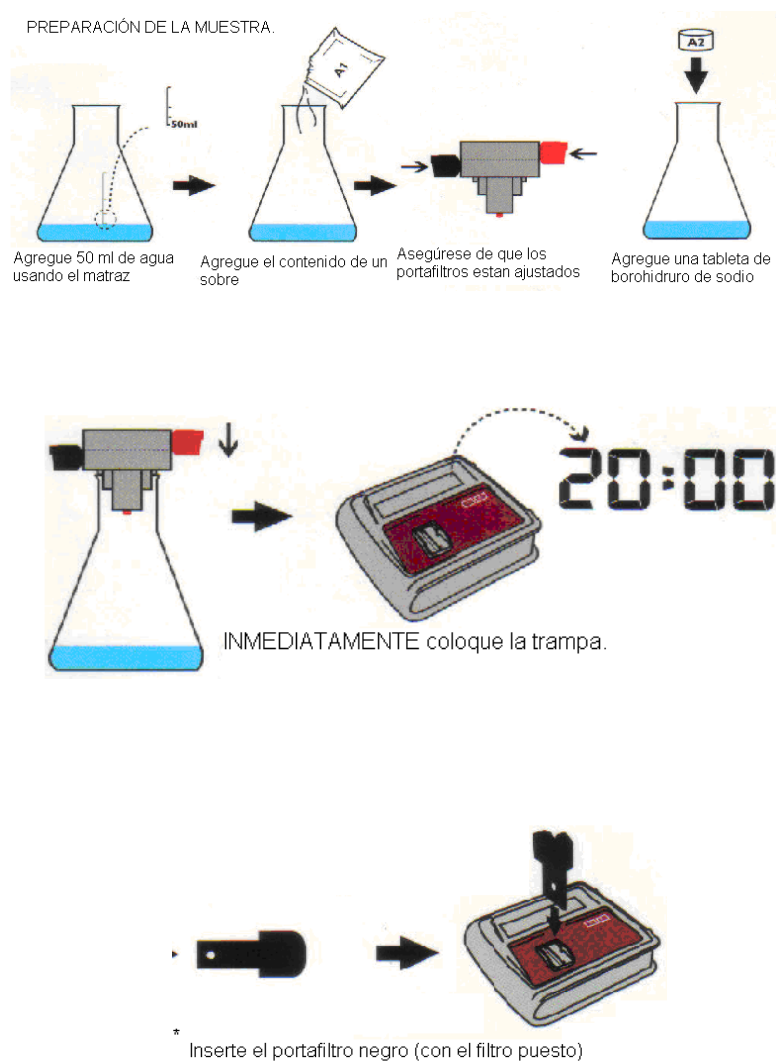 PREPARACIÓN DE LA MUESTRA.
50ml
A1
A2
Agregue 50 ml de agua
usando el matraz
Agregue el contenido de un
sobre
Asegúrese de que los
portafiltros estan ajustados
Agregue una tableta de
borohidruro de sodio
20:00
INMEDIATAMENTE coloque la trampa.
*
Inserte el portafiltro negro (con el filtro puesto)